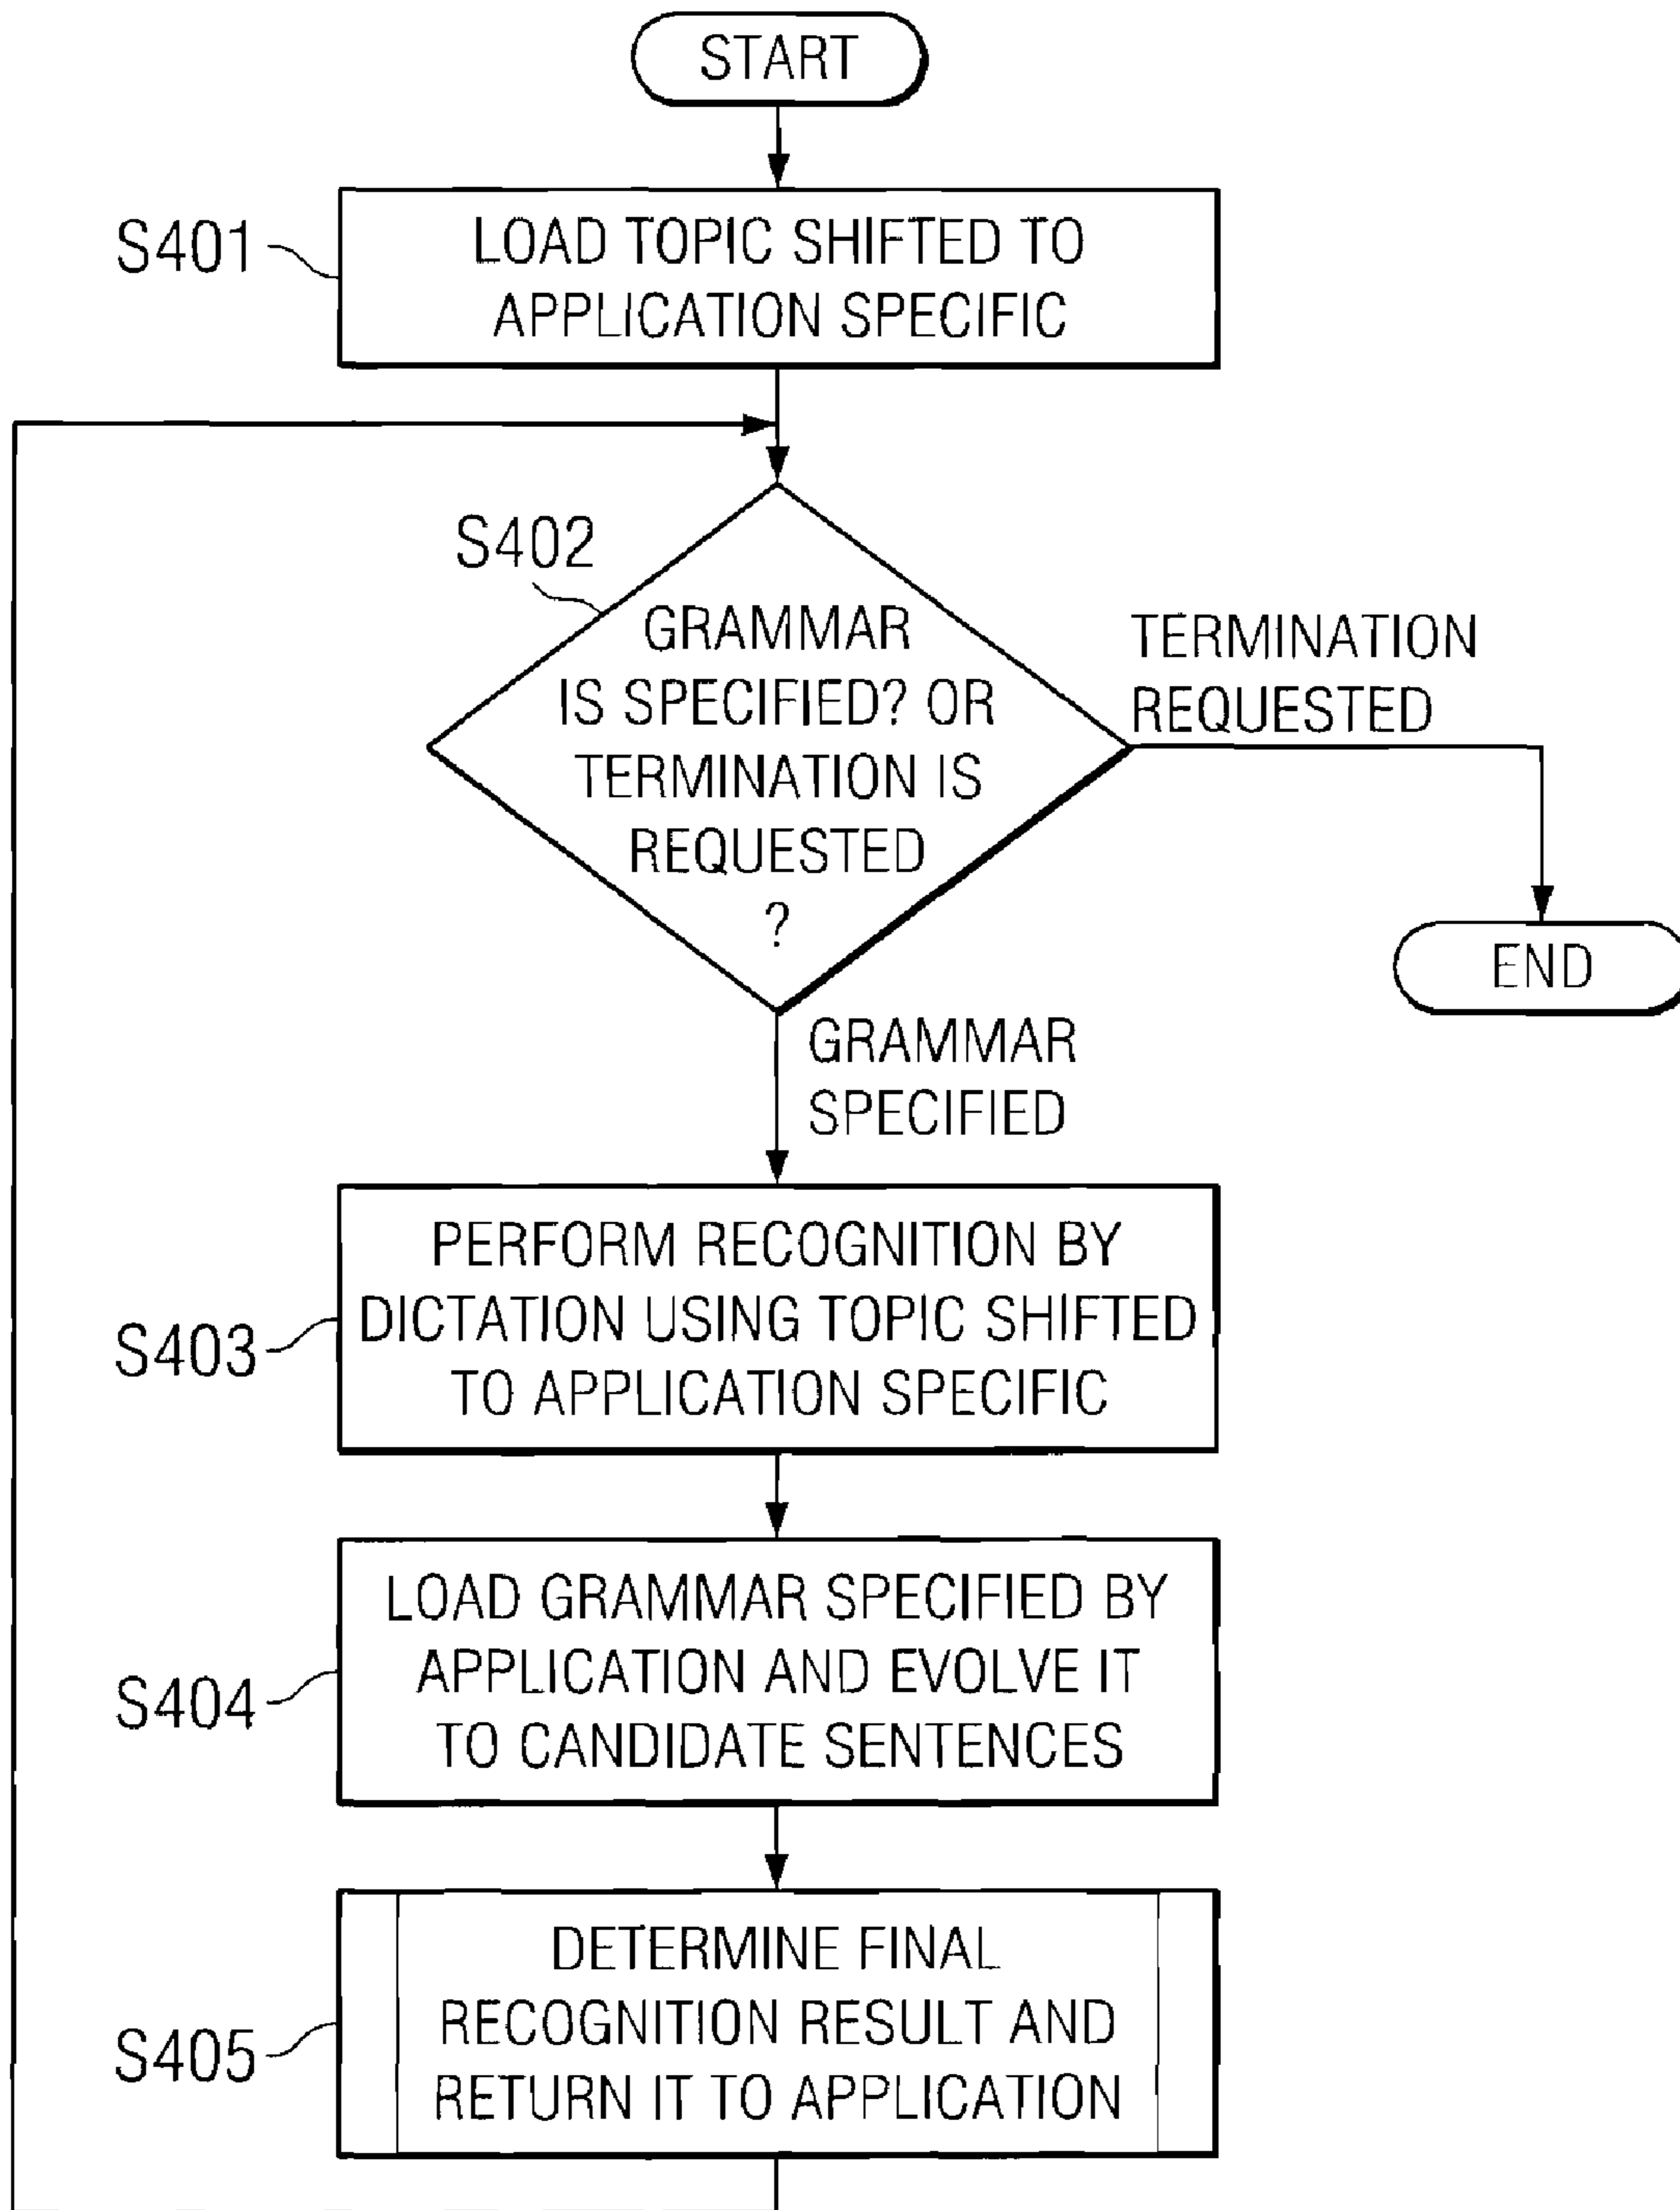 START
S401
LOAD TOPIC SHIFTED TO
APPLICATION SPECIFIC
S402
GRAMMAR
IS SPECIFIED? OR
TERMINATION IS
REQUESTED
?
TERMINATION
REQUESTED
END
GRAMMAR
SPECIFIED
S403
PERFORM RECOGNITION BY
DICTATION USING TOPIC SHIFTED
TO APPLICATION SPECIFIC
S404
LOAD GRAMMAR SPECIFIED BY
APPLICATION AND EVOLVE IT
TO CANDIDATE SENTENCES
S405
DETERMINE FINAL
RECOGNITION RESULT AND
RETURN IT TO APPLICATION